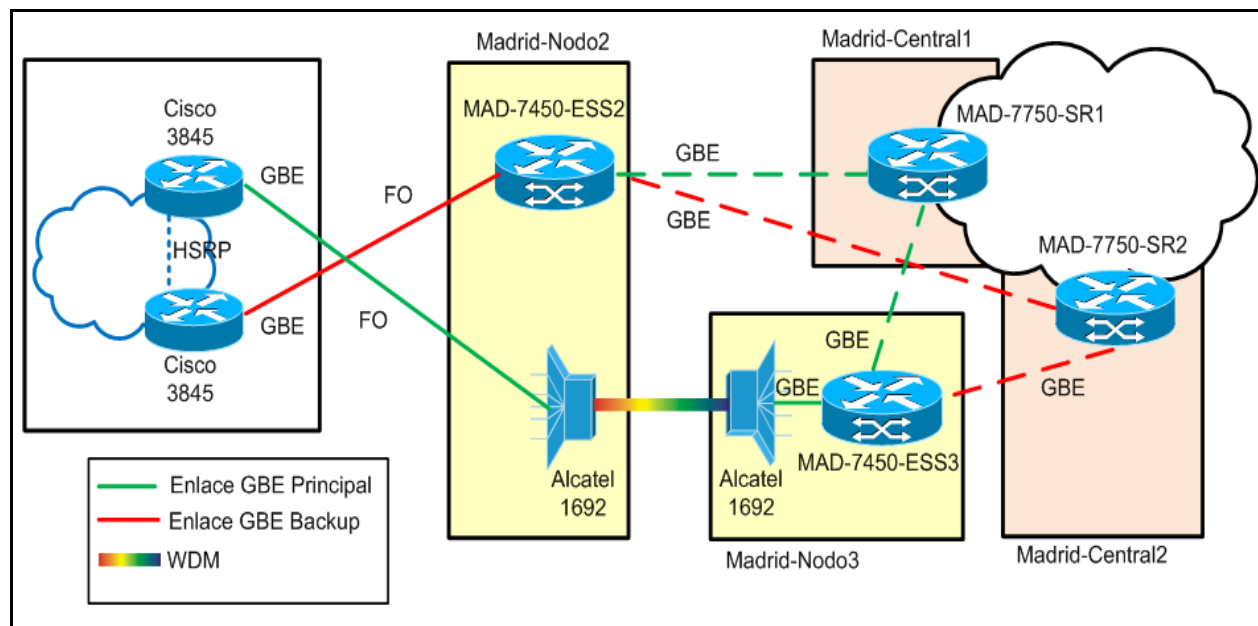 Madrid-Nodo2
Madrid-Central1
Cisco
3845
MAD-7450-ESS2
MAD-7750-SR1
GBE
GBE
FO
GBE
HSRP
MAD-7750-SR2
GBE
FO
Cisco
3845
GBE
GBE
GBE
MAD-7450-ESS3
Alcatel
1692
Alcatel
1692
Madrid-Nodo3
Madrid-Central2
Enlace GBE Principal
Enlace GBE Backup
WDM